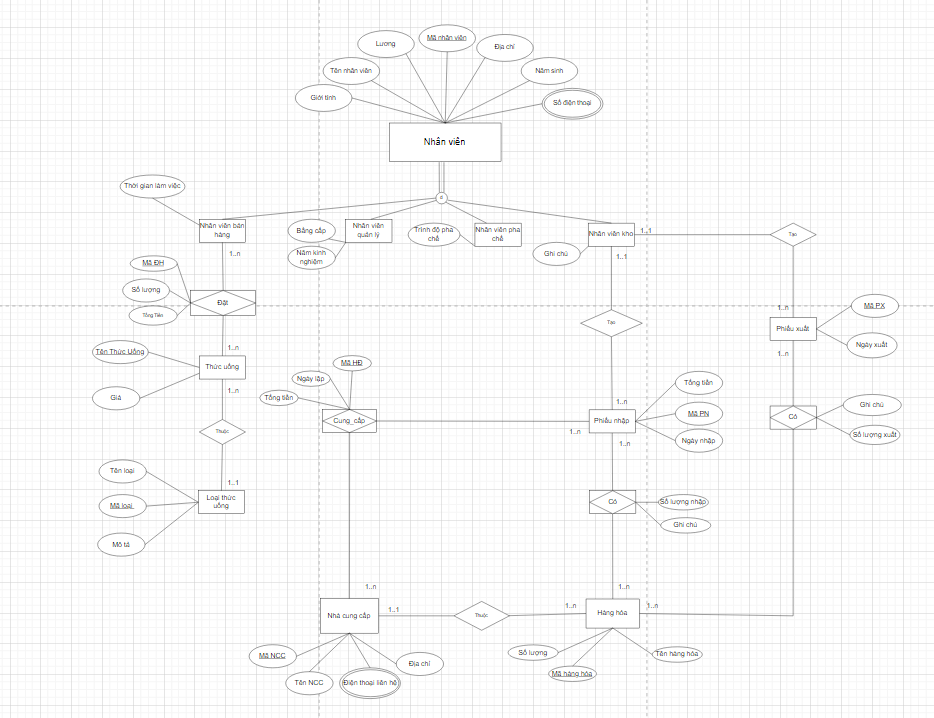 Lương
Mã nhân viên
Địa chỉ
Tên nhân viên
Năm sinh
Giới tính
Số điện thoại
Nhân viên
Thời gian làm việc
Nhân viên bán
hàng
Bằng cấp
Năm kinh
nghiệm
Nhân viên
quản lý
Trình độ pha
chế
Nhân viên pha
chế
Ghi chú
Nhân viên kho
1..1
Tạo
1..n
1..1
Mã ĐH
Số lượng
Tổng Tiền
Đặt
Tạo
1..n
Mã PX
Phiếu xuất
Ngày xuất
1..n
1..n
Tên Thức Uống
Thức uống
Giá
1..n
Mã HĐ
Ngày lập
Tổng tiền
Cung_cấp
1..n
Tổng tiền
Phiếu nhập
Mã PN
Ngày nhập
1..n
1..n
Ghi chú
Có
Số lượng xuất
Thuộc
1..1
Tên loại
Mã loại
Loại thức
uống
Mô tả
Có
Số lượng nhập
Ghi chú
1..n
1..n
Nhà cung cấp
1..1
Thuộc
1..n
Hàng hóa
1..n
Mã NCC
Tên NCC
Điện thoại liên hệ
Địa chỉ
Số lượng
Mã hàng hóa
Tên hàng hóa